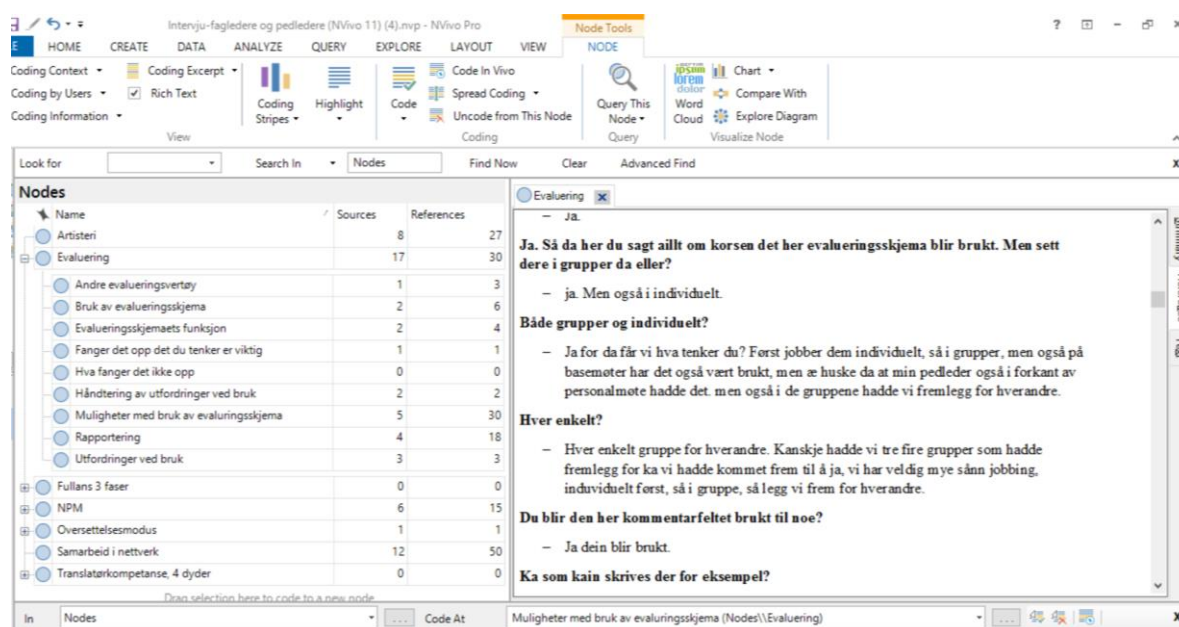 Intervju-fagledere og pedledere (NVivo 11) (4).nvp - NVivo Pro
Node Tools
?
E HOME CREATE DATA ANALYZE QUERY EXPLORE LAYOUT VIEW NODE
Coding Context
Coding Excerpt
Coding by Users
Rich Text
Coding Information
View
Coding Stripes
Highlight
Code
Code In Vivo
Spread Coding
Uncode from This Node
Coding
Query This Node
Query
ipsum
lorem
dolor
Word Cloud
Chart
Compare With
Explore Diagram
Visualize Node
Look for Search In Nodes Find Now Clear Advanced Find x
Nodes
Name Sources References
Artisteri 8 27
Evaluering 17 30
Andre evalueringsvertøy 1 3
Bruk av evalueringsskjema 2 6
Evalueringsskjemaets funksjon 2 4
Fanger det opp det du tenker er viktig 1 1
Hva fanger det ikke opp 0 0
Håndtering av utfordringer ved bruk 2 2
Muligheter med bruk av evaluringsskjema 5 30
Rapportering 4 18
Utfordringer ved bruk 3 3
Fullans 3 faser 0 0
NPM 6 15
Oversettelsesmodus 1 1
Samarbeid i nettverk 12 50
Translatørkompetanse, 4 dyder 0 0
Drag selection here to code to a new node
Evaluering
– Ja.
Ja. Så da her du sagt aillt om korsen det her evalueringsskjema blir brukt. Men sett
dere i grupper da eller?
– ja. Men også i individuelt.
Både grupper og individuelt?
– Ja for da får vi hva tenker du? Først jobber dem individuelt, så i grupper, men også på
basemøter har det også vært brukt, men æ huske da at min pedleder også i forkant av
personalmøte hadde det. men også i de gruppene hadde vi fremlegg for hverandre.
Hver enkelt?
– Hver enkelt gruppe for hverandre. Kanskje hadde vi tre fire grupper som hadde
fremlegg for ka vi hadde kommet frem til å ja, vi har veldig mye sånn jobbing,
induviduelt først, så i gruppe, så legg vi frem for hverandre.
Du blir den her kommentarfeltet brukt til noe?
– Ja dein blir brukt.
Ka som kain skrives der for eksempel?
In Nodes ... Code At Muligheter med bruk av evaluringsskjema (Nodes\\Evaluering) ... x